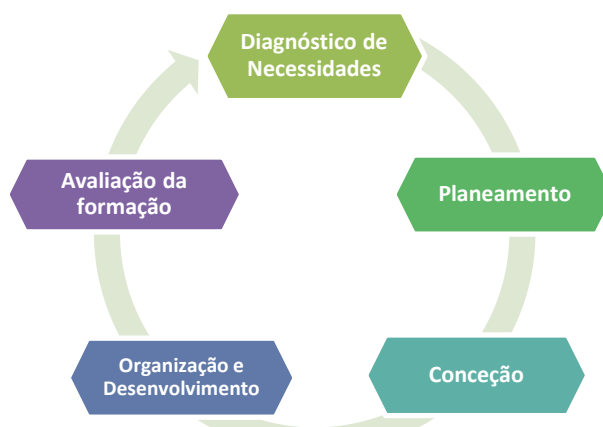 Diagnóstico de
Necessidades
Planeamento
Conceção
Organização e
Desenvolvimento
Avaliação da
formação